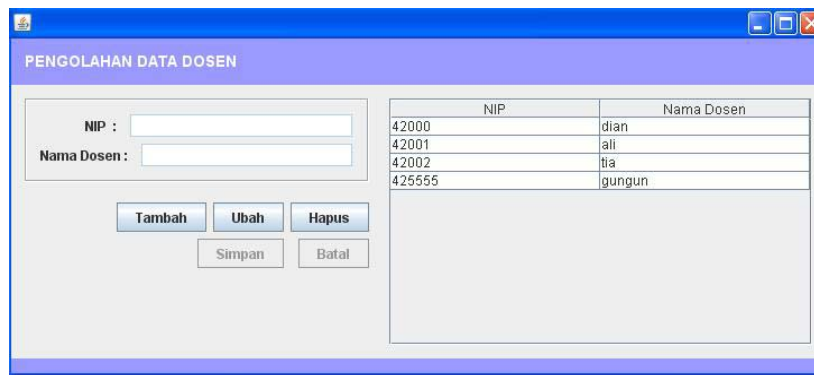 PENGOLAHAN DATA DOSEN
NIP :
Nama Dosen :
Tambah Ubah Hapus
Simpan Batal
NIP Nama Dosen
42000 dian
42001 ali
42002 tia
425555 gungun